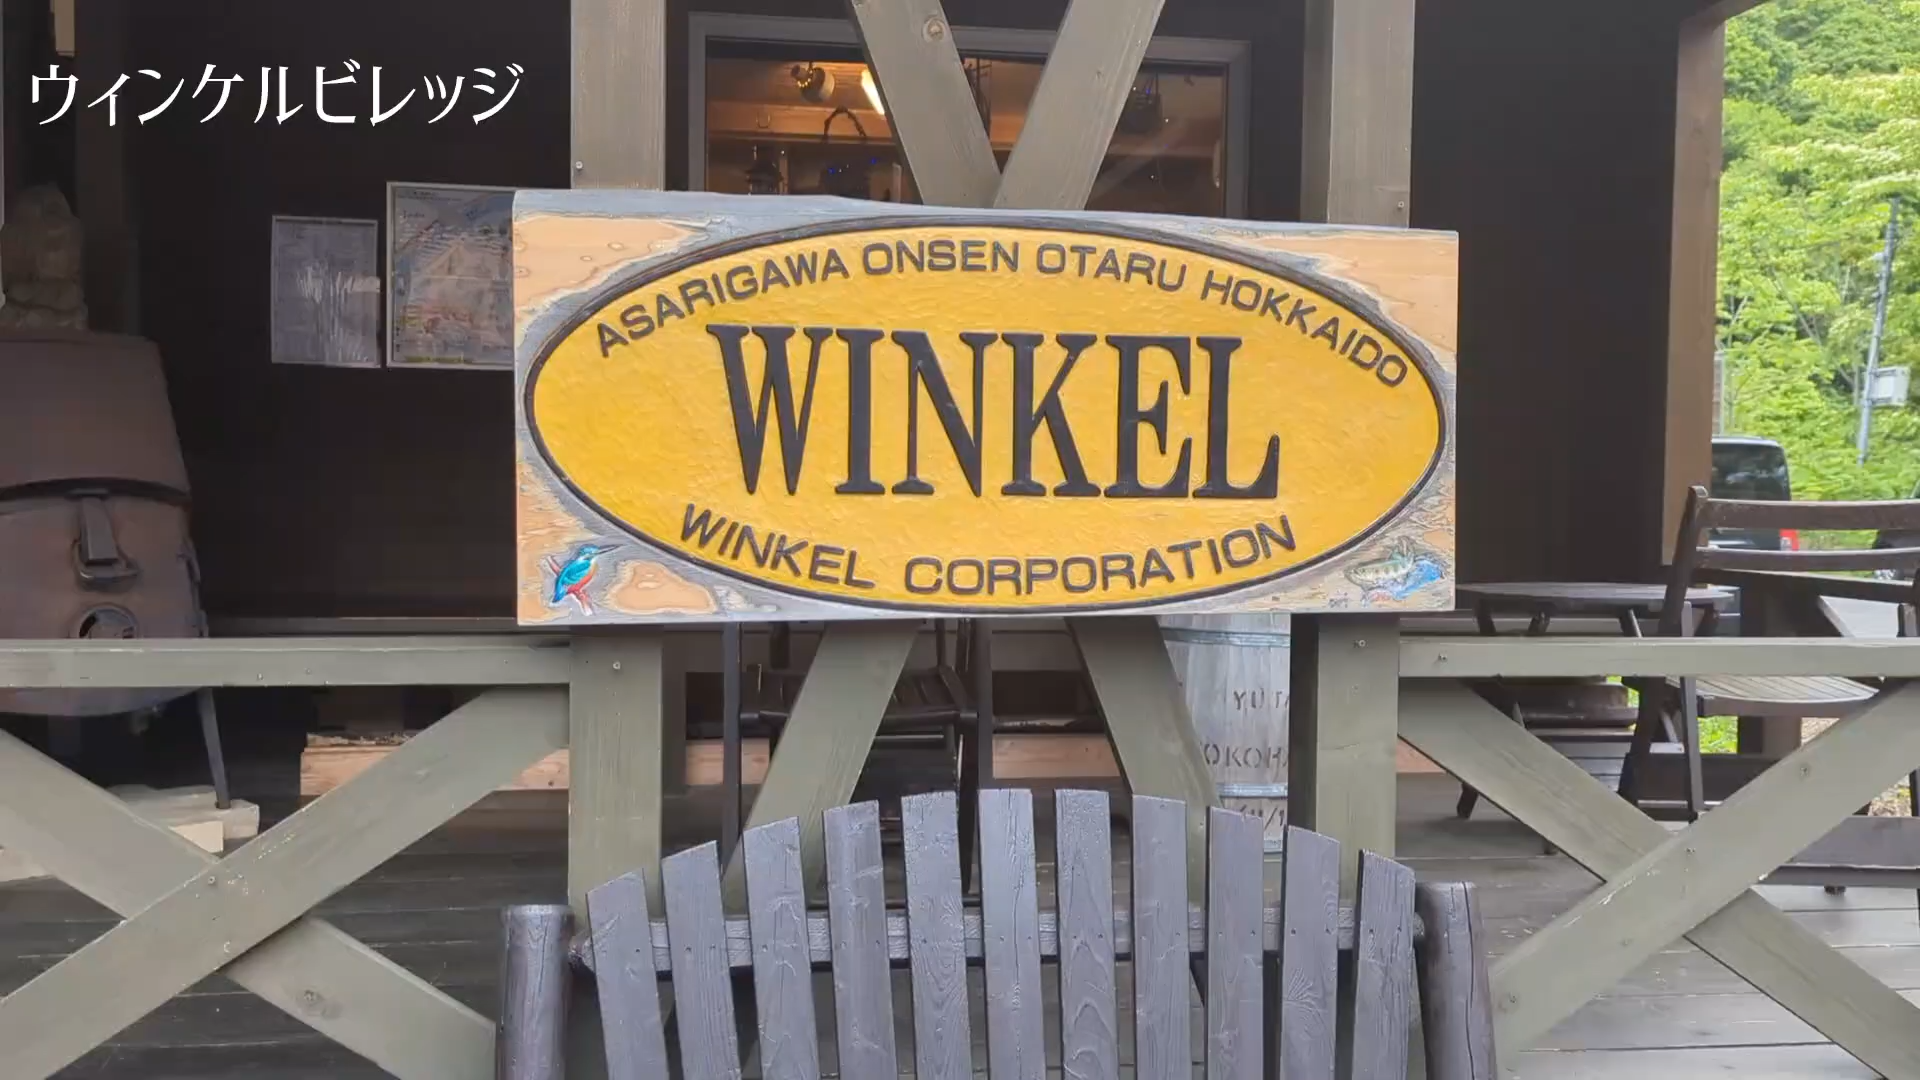 ウィンケルビレッジ
ASARIGAWA ONSEN OTARU HOKKAIDO
WINKEL
WINKEL CORPORATION